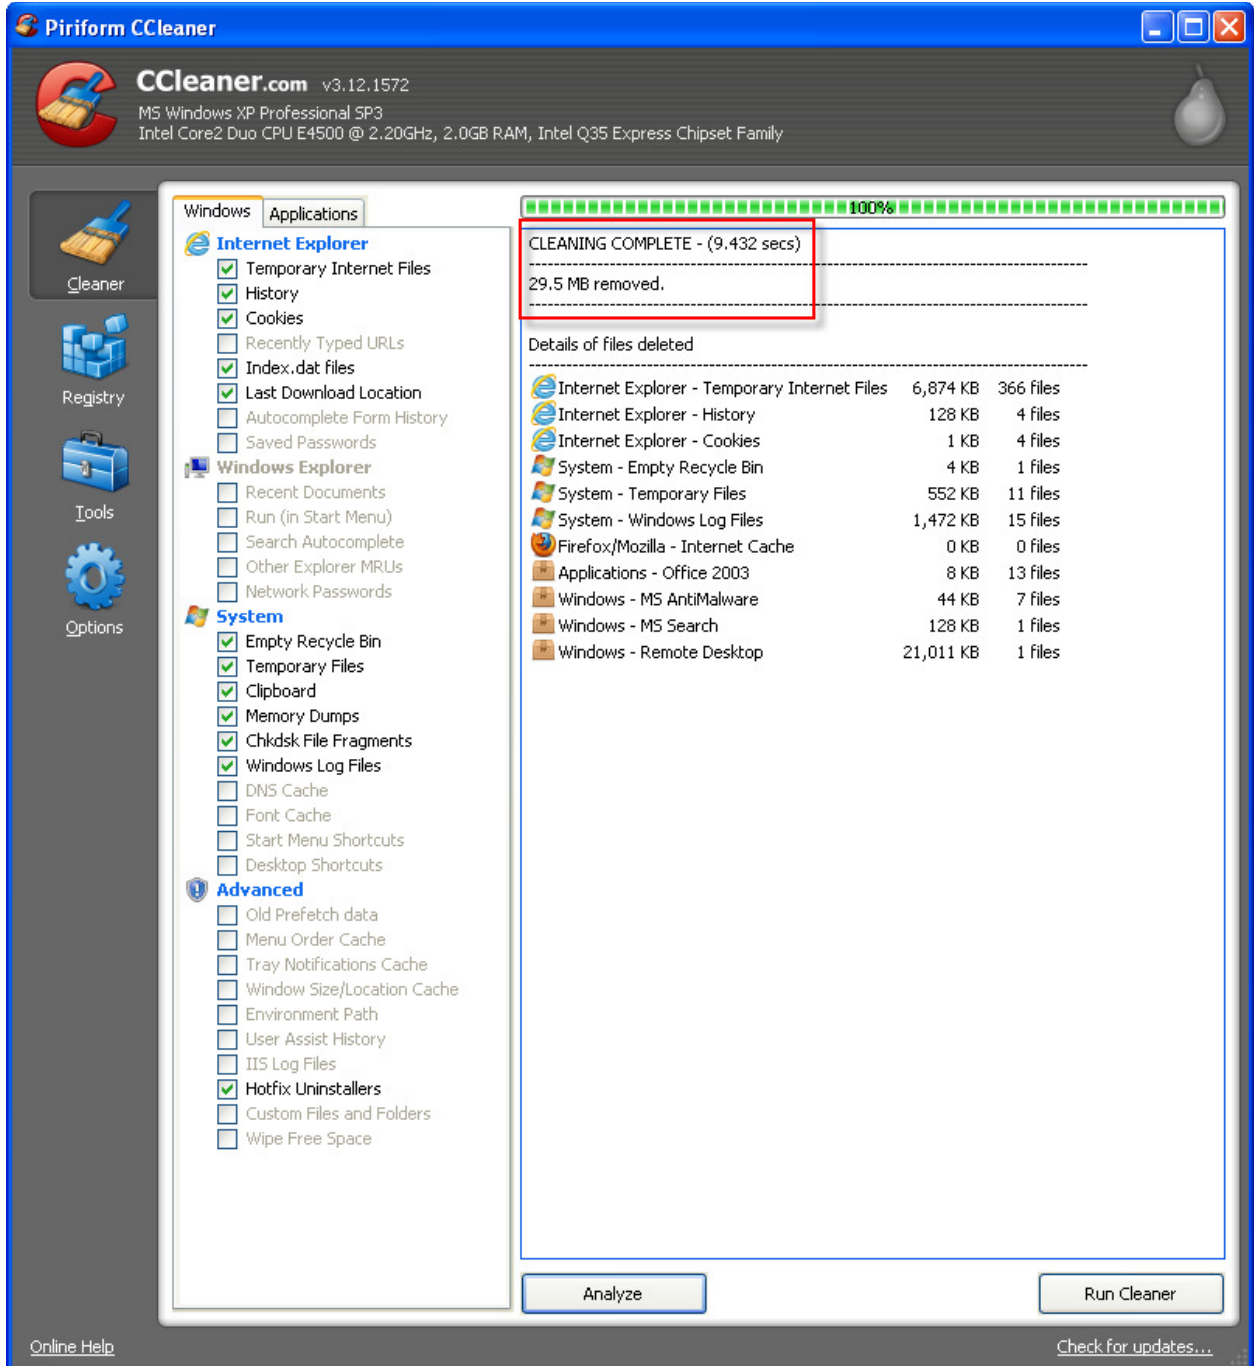 Piriform CCleaner
CCleaner.com v3.12.1572
MS Windows XP Professional SP3
Intel Core2 Duo CPU E4500 @ 2.20GHz, 2.0GB RAM, Intel Q35 Express Chipset Family
Cleaner
Registry
Tools
Options
Windows
Applications
Internet Explorer
Temporary Internet Files
History
Cookies
Recently Typed URLs
Index.dat files
Last Download Location
Autocomplete Form History
Saved Passwords
Windows Explorer
Recent Documents
Run (in Start Menu)
Search Autocomplete
Other Explorer MRUs
Network Passwords
System
Empty Recycle Bin
Temporary Files
Clipboard
Memory Dumps
Chkdsk File Fragments
Windows Log Files
DNS Cache
Font Cache
Start Menu Shortcuts
Desktop Shortcuts
Advanced
Old Prefetch data
Menu Order Cache
Tray Notifications Cache
Window Size/Location Cache
Environment Path
User Assist History
IIS Log Files
Hotfix Uninstallers
Custom Files and Folders
Wipe Free Space
100%
CLEANING COMPLETE - (9.432 secs)
29.5 MB removed.
Details of files deleted
Internet Explorer - Temporary Internet Files 6,874 KB 366 files
Internet Explorer - History 128 KB 4 files
Internet Explorer - Cookies 1 KB 4 files
System - Empty Recycle Bin 4 KB 1 files
System - Temporary Files 552 KB 11 files
System - Windows Log Files 1,472 KB 15 files
Firefox/Mozilla - Internet Cache 0 KB 0 files
Applications - Office 2003 8 KB 13 files
Windows - MS AntiMalware 44 KB 7 files
Windows - MS Search 128 KB 1 files
Windows - Remote Desktop 21,011 KB 1 files
Analyze
Run Cleaner
Online Help
Check for updates...